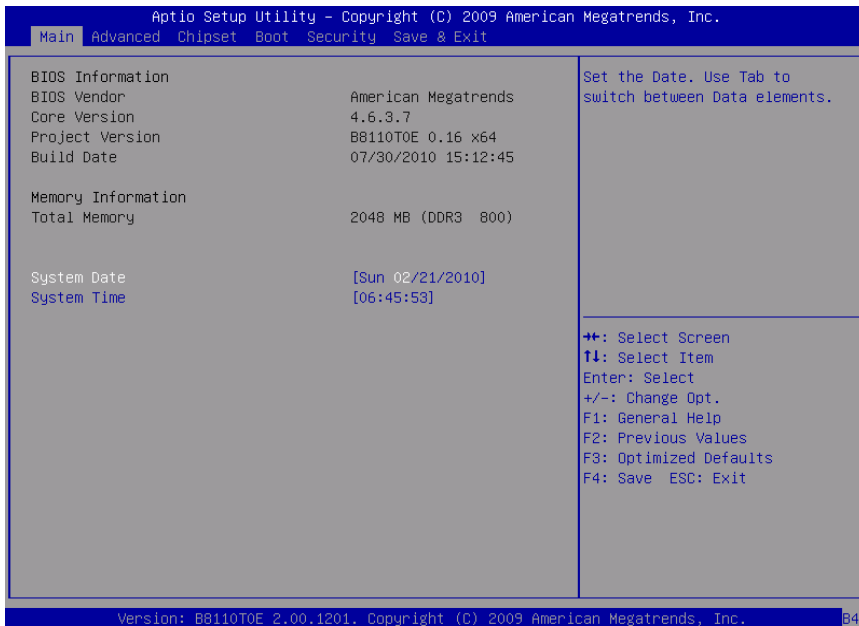 Aptio Setup Utility – Copyright (C) 2009 American Megatrends, Inc.
Main Advanced Chipset Boot Security Save & Exit
BIOS Information
BIOS Vendor American Megatrends
Core Version 4.6.3.7
Project Version B8110T0E 0.16 x64
Build Date 07/30/2010 15:12:45
Memory Information
Total Memory 2048 MB (DDR3 800)
System Date [Sun 02/21/2010]
System Time [06:45:53]
Set the Date. Use Tab to
switch between Data elements.
→←: Select Screen
↑↓: Select Item
Enter: Select
+/-: Change Opt.
F1: General Help
F2: Previous Values
F3: Optimized Defaults
F4: Save ESC: Exit
Version: B8110T0E 2.00.1201. Copyright (C) 2009 American Megatrends, Inc. B4